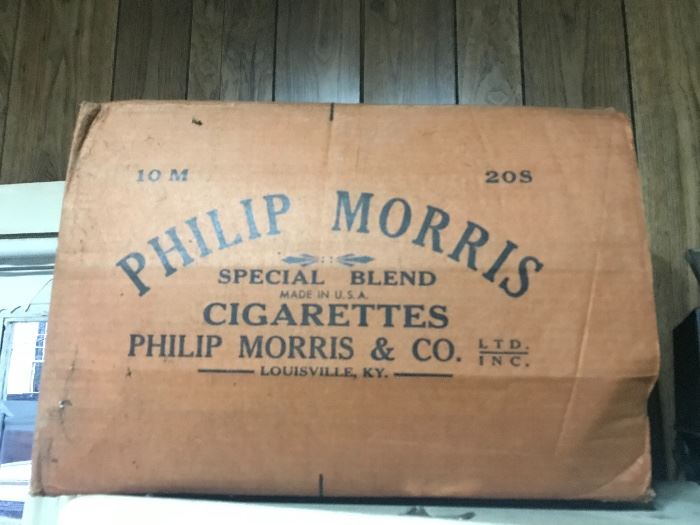 10 M 20S
PHILIP MORRIS
SPECIAL BLEND
MADE IN U.S.A.
CIGARETTES
PHILIP MORRIS & CO. LTD. INC.
LOUISVILLE, KY.